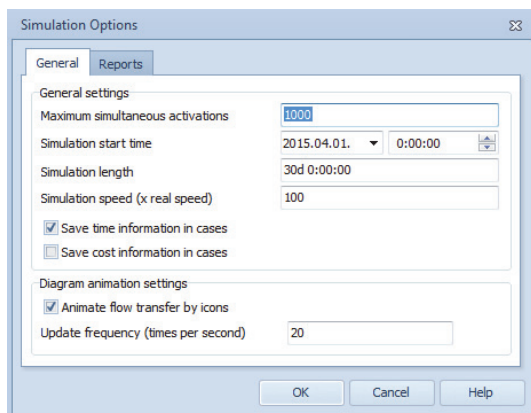 Simulation Options
General Reports
General settings
Maximum simultaneous activations 1000
Simulation start time 2015.04.01. 0:00:00
Simulation length 30d 0:00:00
Simulation speed (x real speed) 100
Save time information in cases
Save cost information in cases
Diagram animation settings
Animate flow transfer by icons
Update frequency (times per second) 20
OK Cancel Help